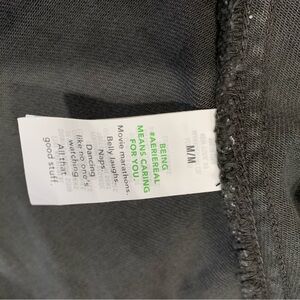 M/M
BEING
#AERIEREAL
MEANS CARING
FOR YOU.
Movie marathons.
Belly laughs.
Naps.
Dancing
like no one's
watching.
All that
good stuff.